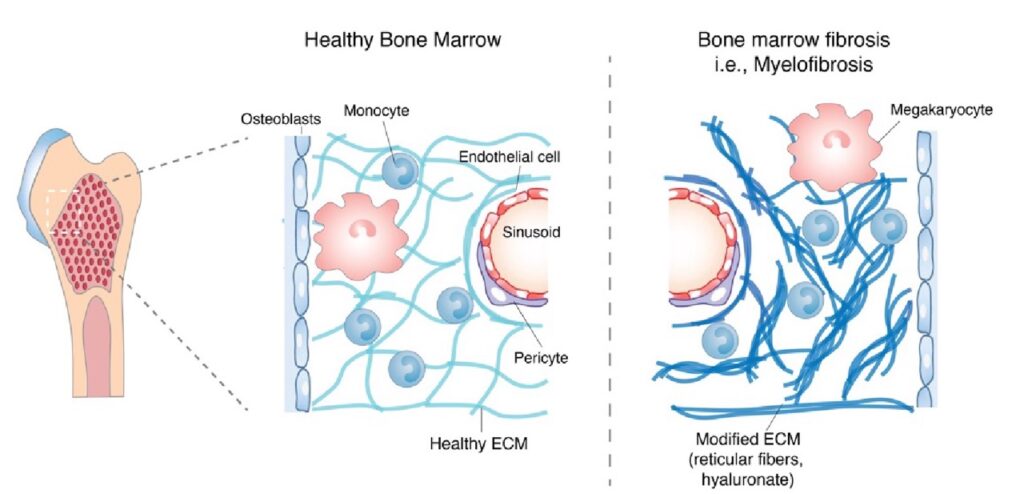 Healthy Bone Marrow
Bone marrow fibrosis
i.e., Myelofibrosis
Osteoblasts
Monocyte
Endothelial cell
Sinusoid
Pericyte
Healthy ECM
Megakaryocyte
Modified ECM
(reticular fibers,
hyaluronate)